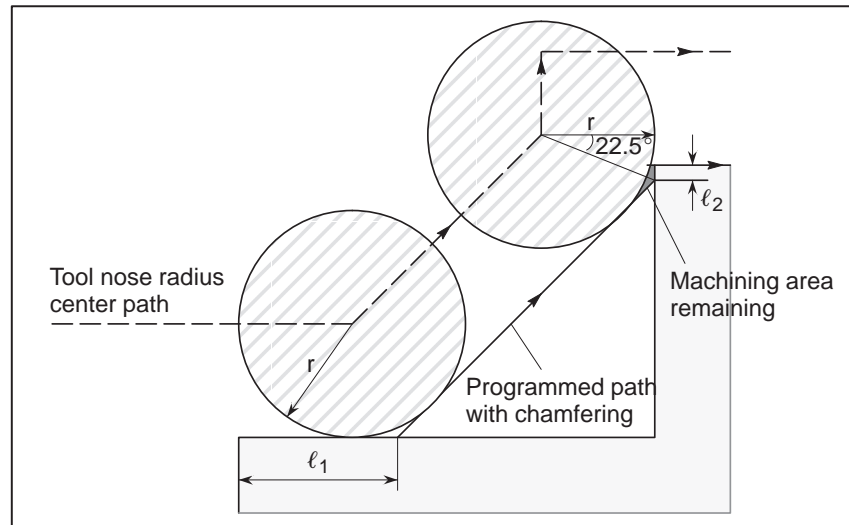 r
22.5°
ℓ2
Tool nose radius
center path
Machining area
remaining
r
Programmed path
with chamfering
ℓ1